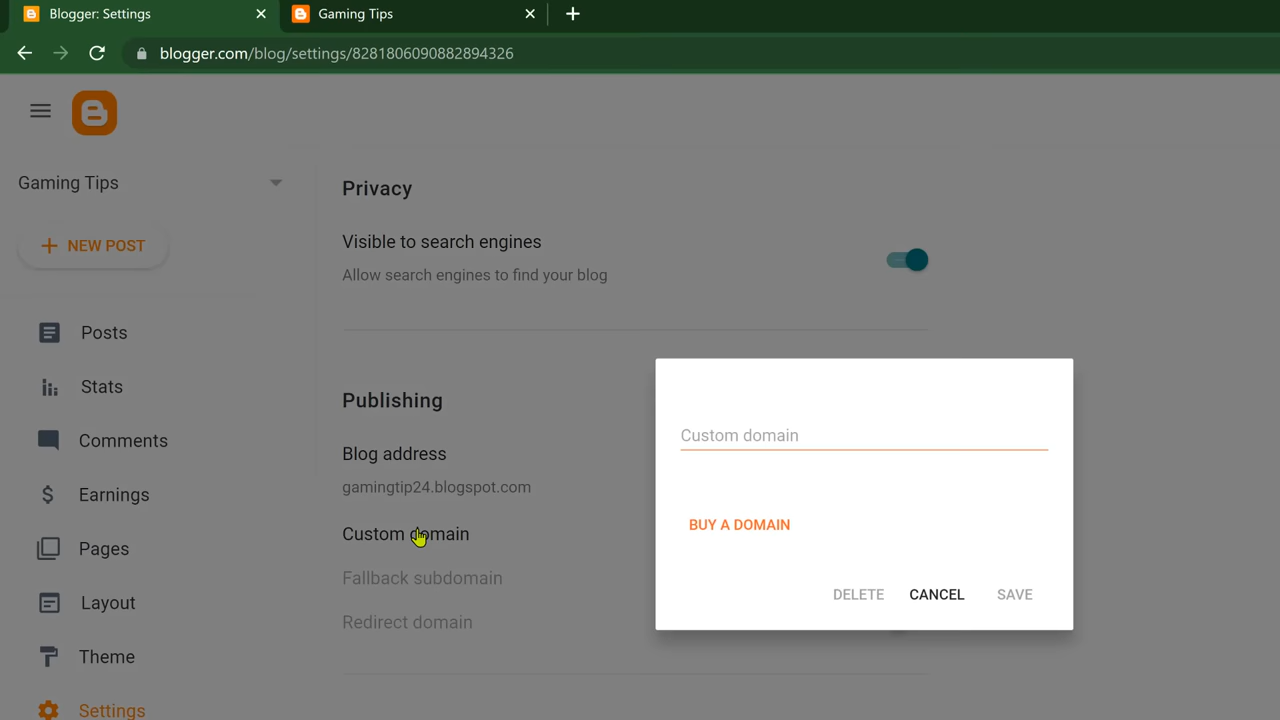 Blogger: Settings
Gaming Tips
blogger.com/blog/settings/8281806090882894326
Gaming Tips
NEW POST
Posts
Stats
Comments
Earnings
Pages
Layout
Theme
Settings
Privacy
Visible to search engines
Allow search engines to find your blog
Publishing
Blog address
gamingtip24.blogspot.com
Custom domain
Fallback subdomain
Redirect domain
Custom domain
BUY A DOMAIN
DELETE CANCEL SAVE